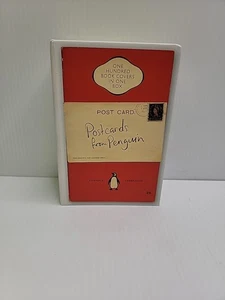 ONE
HUNDRED
BOOK COVERS
IN ONE
BOX
POST CARD
Postcards
from Penguin